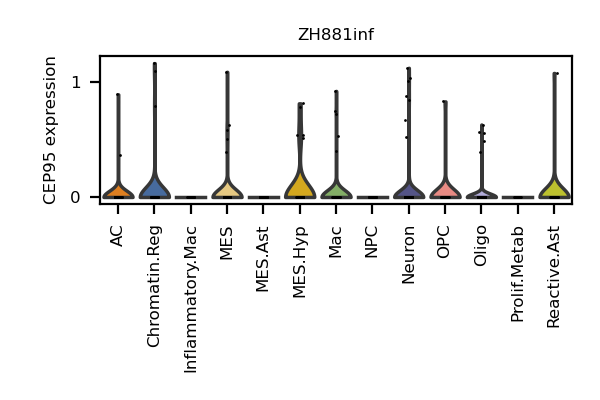 ZH881inf
CEP95 expression
1
0
AC
Chromatin.Reg
Inflammatory.Mac
MES
MES.Ast
MES.Hyp
Mac
NPC
Neuron
OPC
Oligo
Prolif.Metab
Reactive.Ast